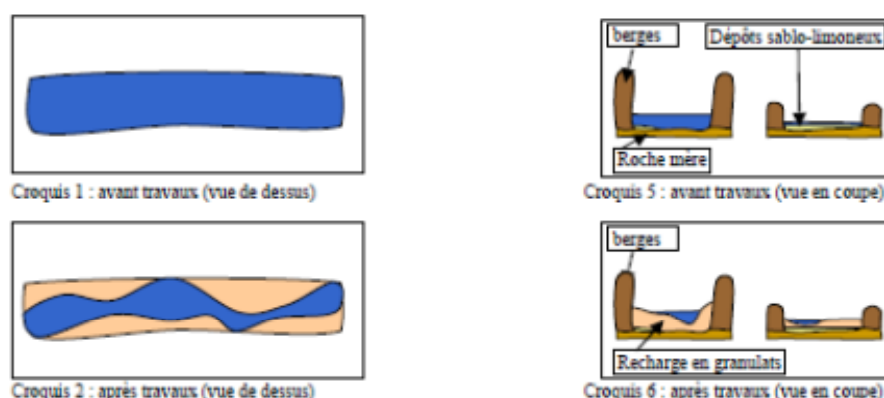 berges
Dépôts sablo-limoneux
Roche mère
Croquis 1 : avant travaux (vue de dessus)
Croquis 5 : avant travaux (vue en coupe)
berges
Recharge en granulats
Croquis 2 : après travaux (vue de dessus)
Croquis 6 : après travaux (vue en coupe)